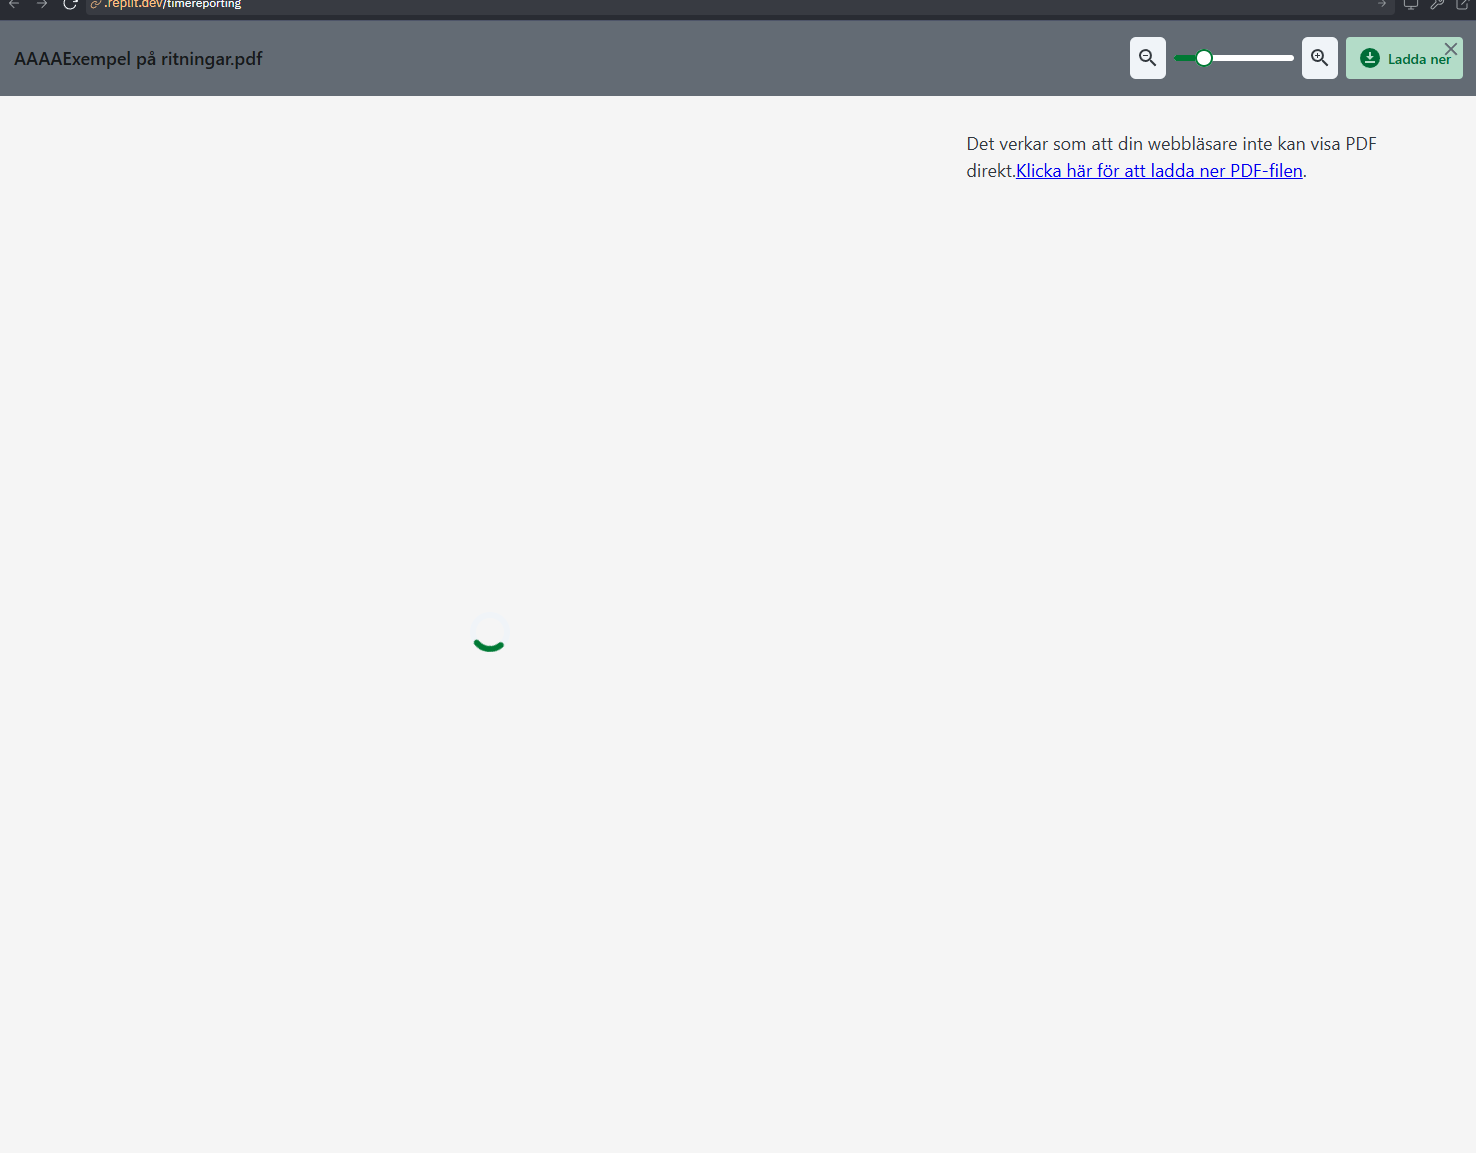 .replit.dev/timereporting
AAAAExempel på ritningar.pdf
Ladda ner
Det verkar som att din webbläsare inte kan visa PDF
direkt.Klicka här för att ladda ner PDF-filen.